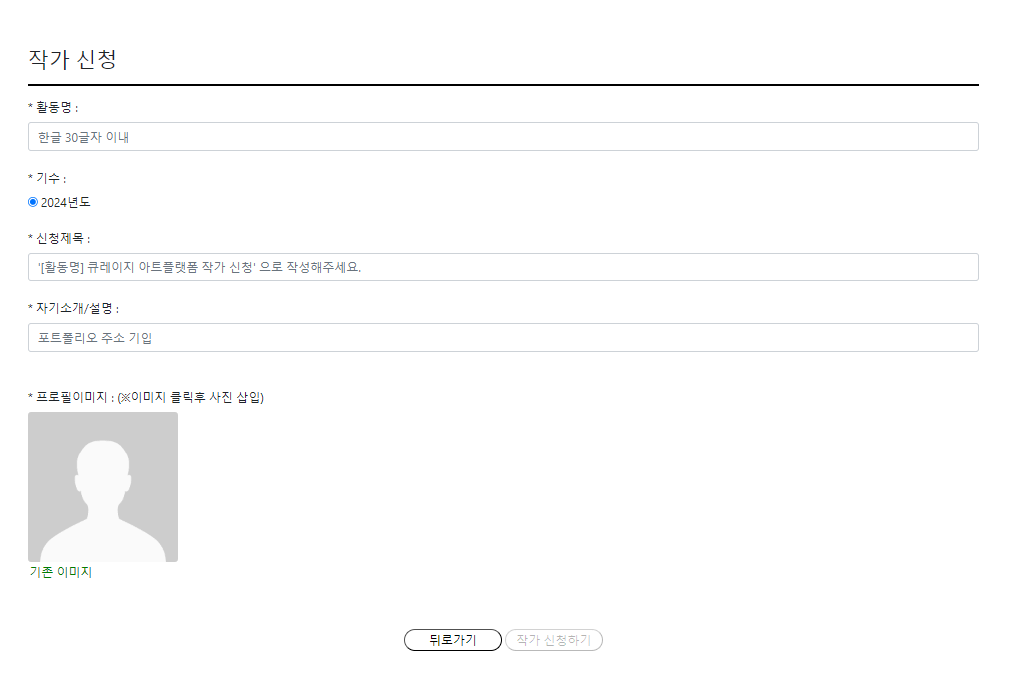 작가 신청
* 활동명 :
한글 30글자 이내
* 기수 :
2024년도
* 신청제목 :
'[활동명] 큐레이지 아트플랫폼 작가 신청' 으로 작성해주세요.
* 자기소개/설명 :
포트폴리오 주소 기입
* 프로필이미지 : (※이미지 클릭후 사진 삽입)
기존 이미지
뒤로가기 작가 신청하기